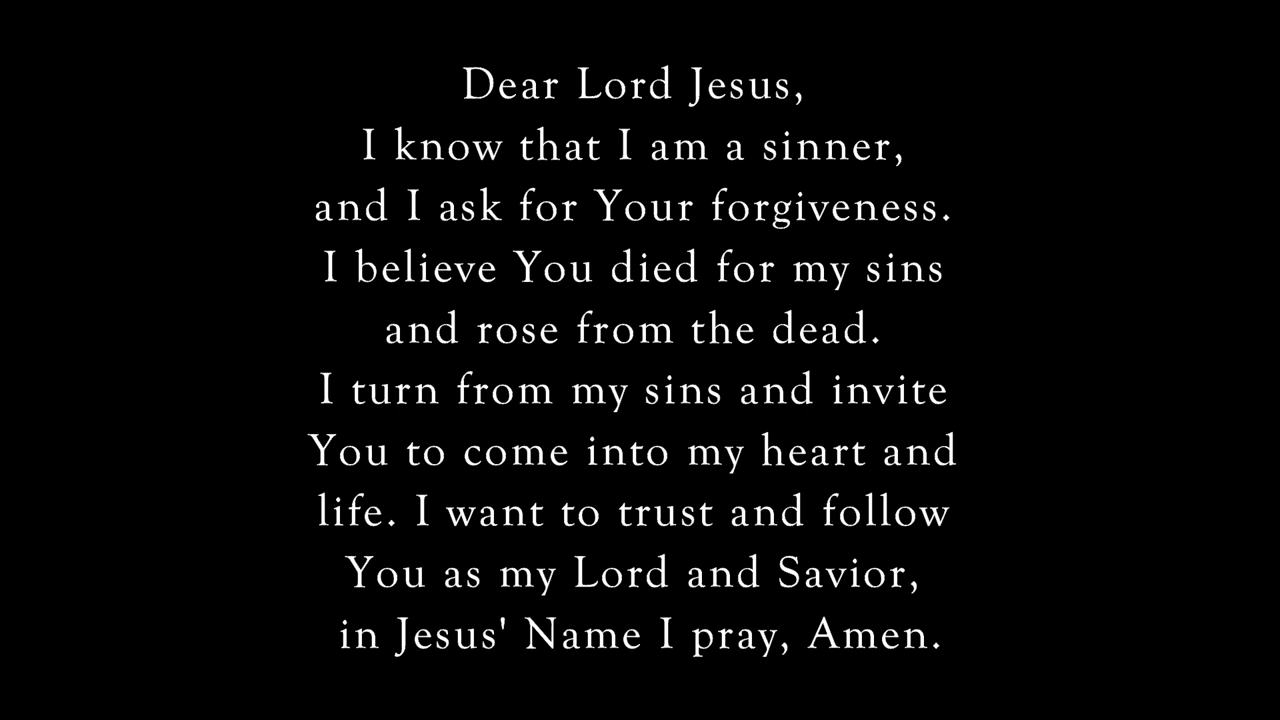 Dear Lord Jesus,
I know that I am a sinner,
and I ask for Your forgiveness.
I believe You died for my sins
and rose from the dead.
I turn from my sins and invite
You to come into my heart and
life. I want to trust and follow
You as my Lord and Savior,
in Jesus' Name I pray, Amen.